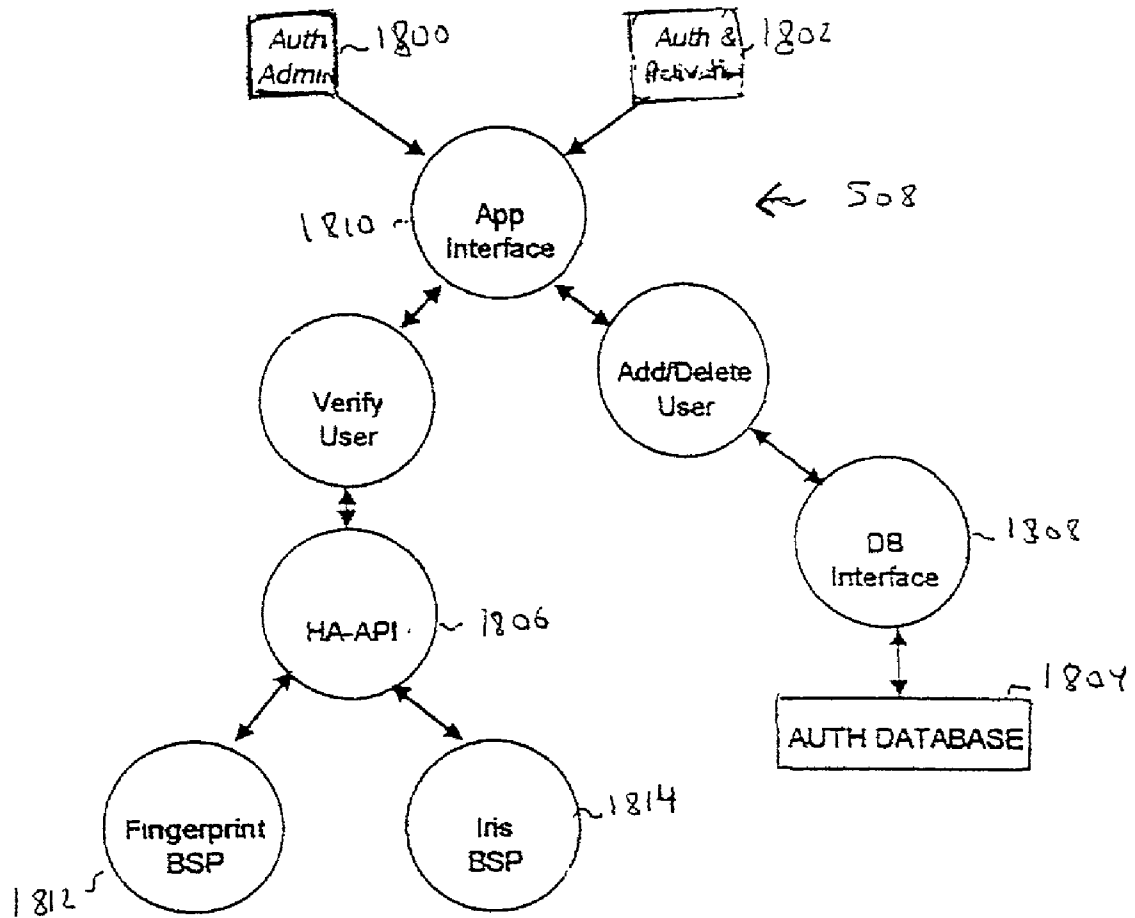 Auth
Admin
1800
Auth &
Activation
1802
508
1810
App
Interface
Verify
User
Add/Delete
User
DB
Interface
1808
HA-API
1806
1804
AUTH DATABASE
Fingerprint
BSP
1812
Iris
BSP
1814